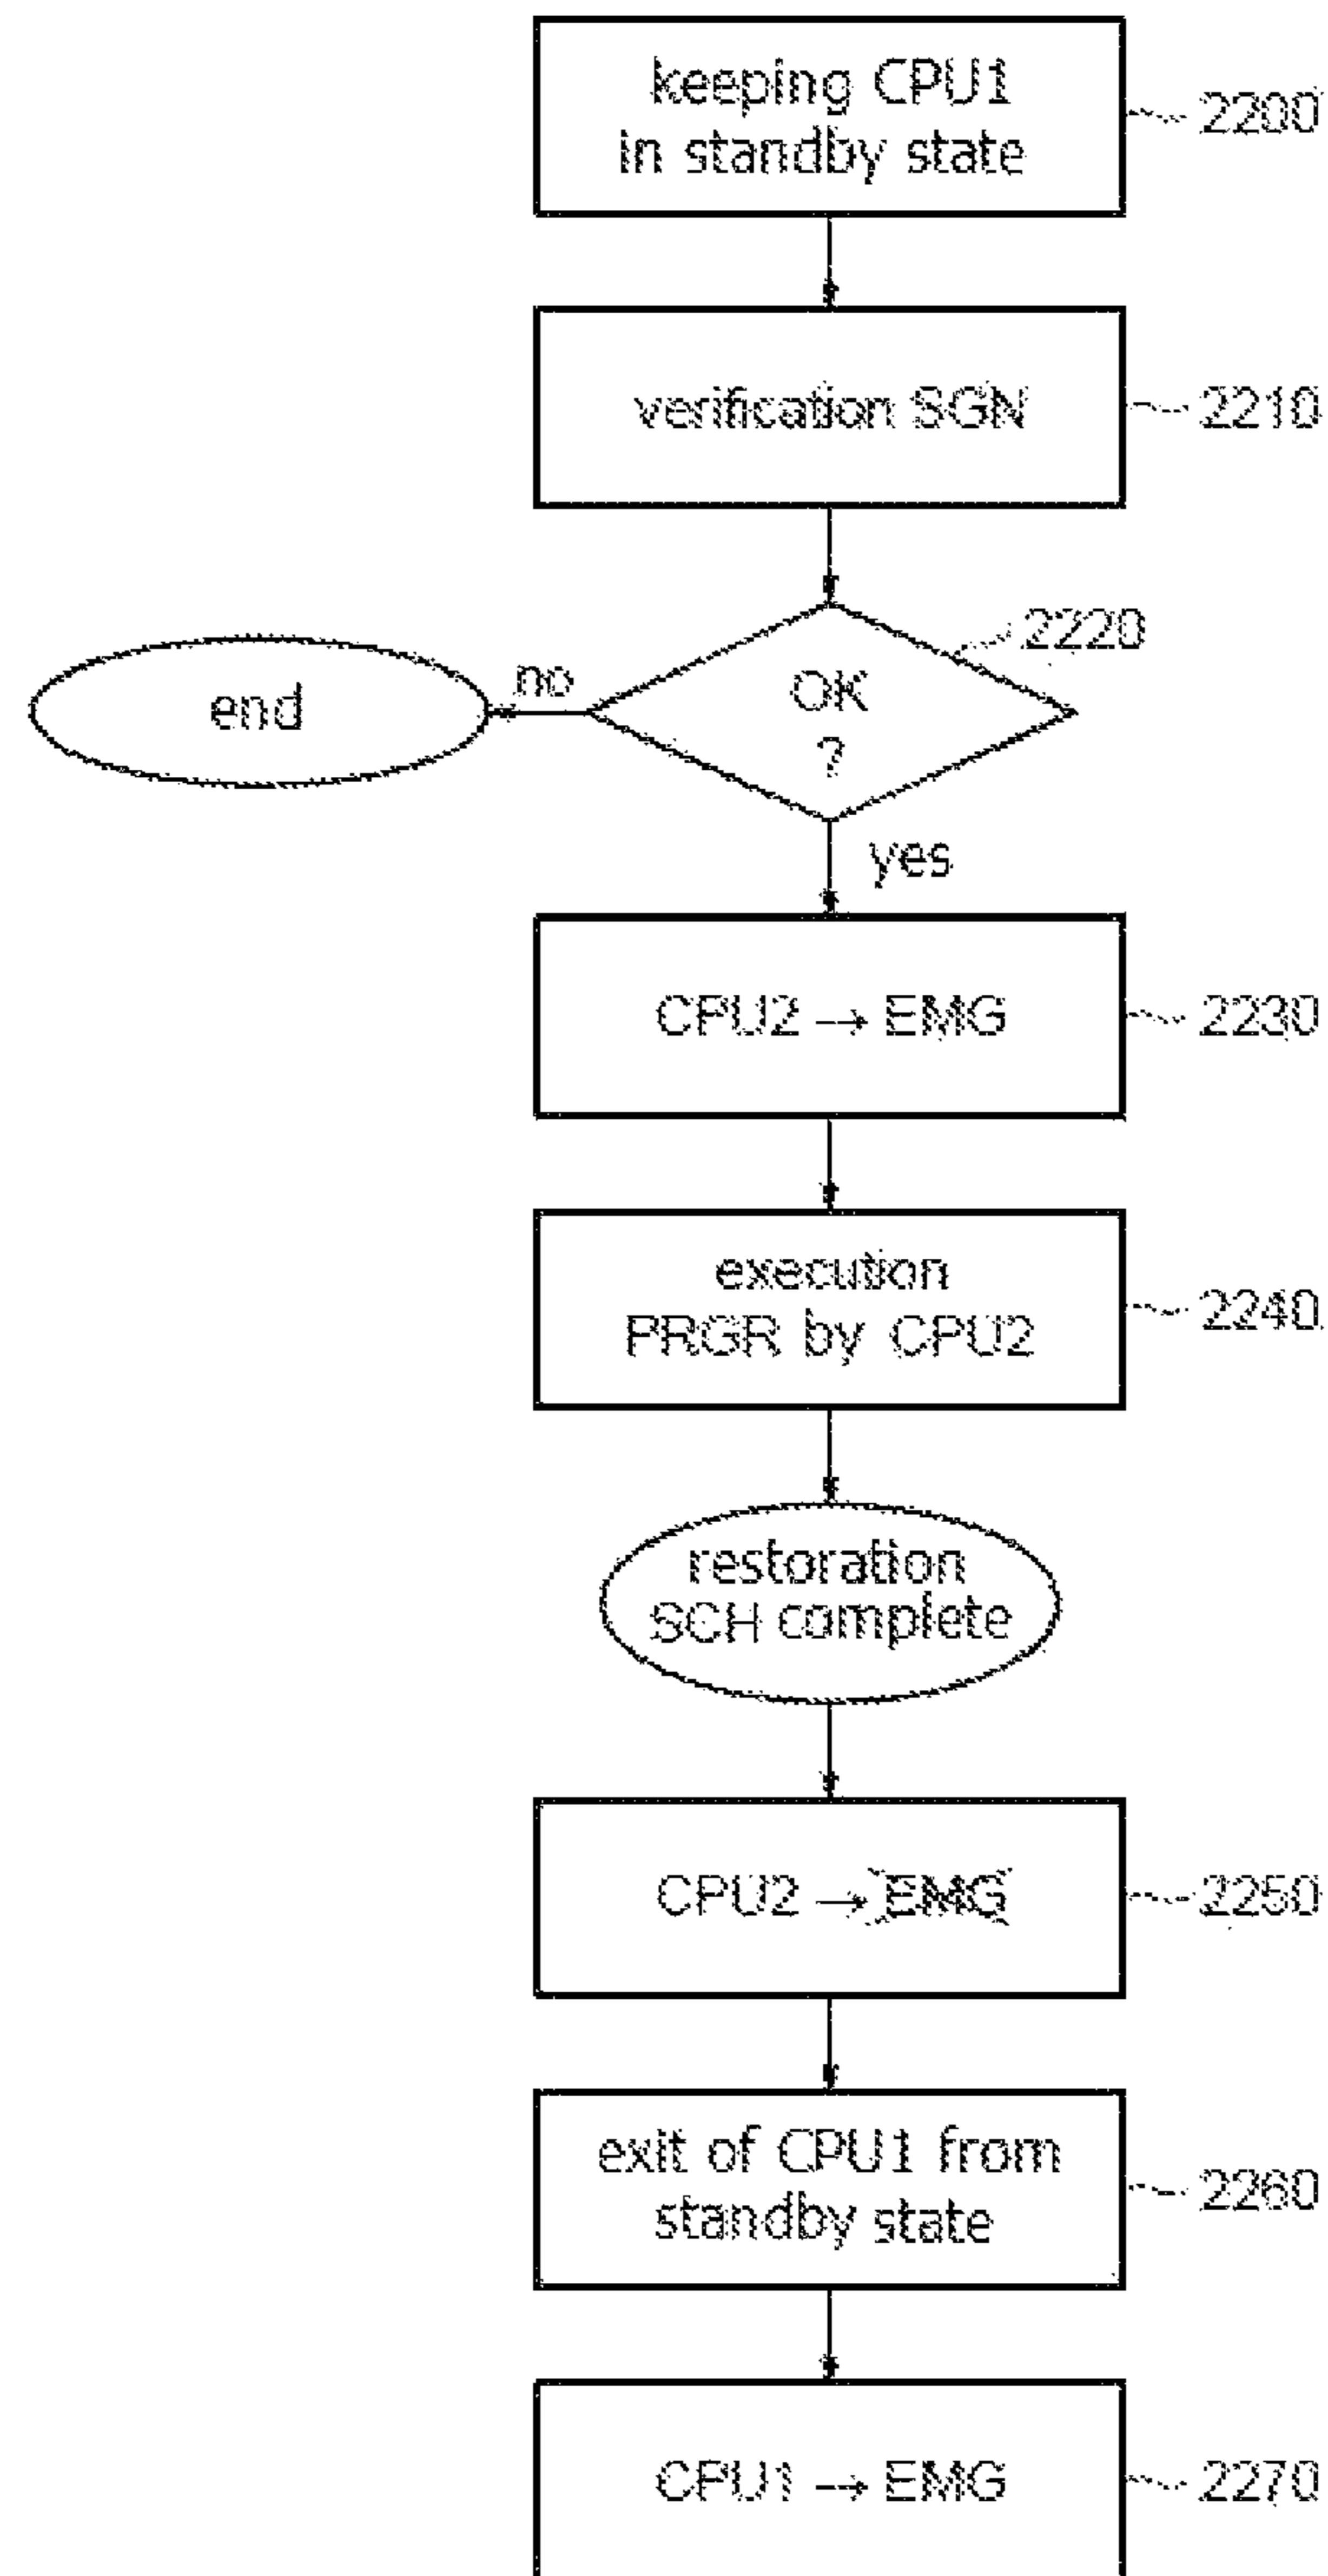 keeping CPU1
in standby state
2200
verification SGN
2210
2220
OK
?
no
end
yes
CPU2 → EMG
2230
execution
PRGR by CPU2
2240
restoration
SCH complete
CPU2 → EMG
2250
exit of CPU1 from
standby state
2260
CPU1 → EMG
2270